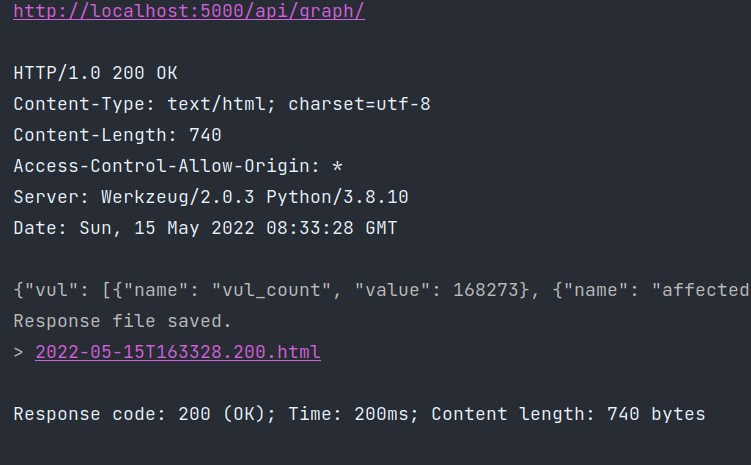 http://localhost:5000/api/graph/
HTTP/1.0 200 OK
Content-Type: text/html; charset=utf-8
Content-Length: 740
Access-Control-Allow-Origin: *
Server: Werkzeug/2.0.3 Python/3.8.10
Date: Sun, 15 May 2022 08:33:28 GMT
{"vul": [{"name": "vul_count", "value": 168273}, {"name": "affected
Response file saved.
> 2022-05-15T163328.200.html
Response code: 200 (OK); Time: 200ms; Content length: 740 bytes